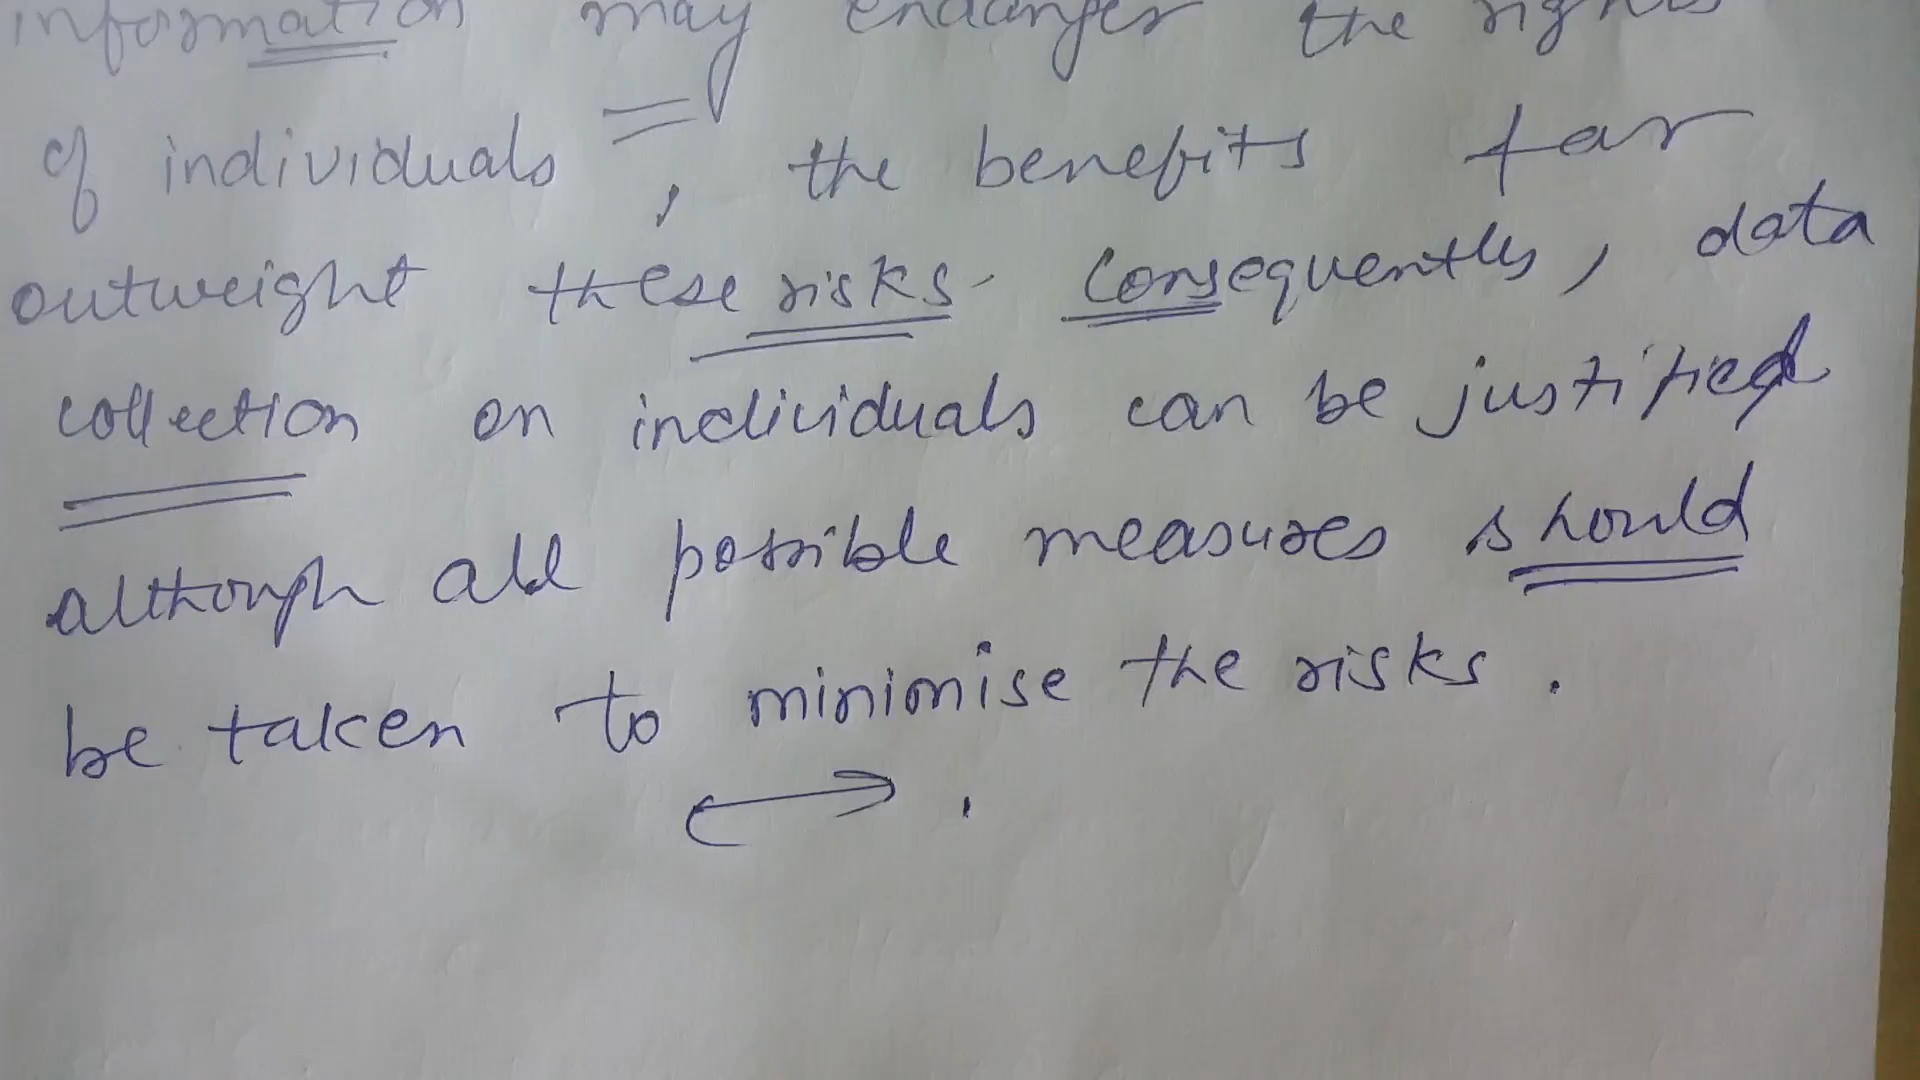 information may endanger the rights
of individuals, the benefits far
outweight these risks. Consequently, data
collection on individuals can be justified
although all possible measures should
be taken to minimise the risks.